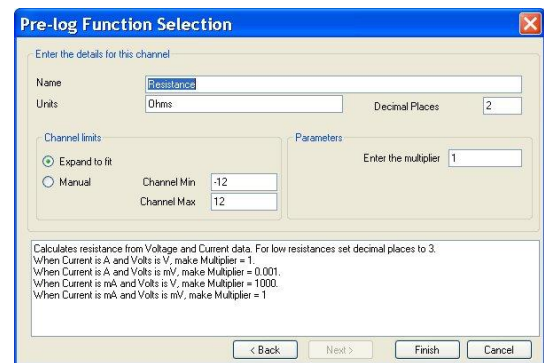 Pre-log Function Selection
Enter the details for this channel
Name Resistance
Units Ohms Decimal Places 2
Channel limits Parameters
Expand to fit Enter the multiplier 1
Manual Channel Min -12
Channel Max 12
Calculates resistance from Voltage and Current data. For low resistances set decimal places to 3.
When Current is A and Volts is V, make Multiplier = 1.
When Current is A and Volts is mV, make Multiplier = 0.001.
When Current is mA and Volts is V, make Multiplier = 1000.
When Current is mA and Volts is mV, make Multiplier = 1
< Back Next > Finish Cancel